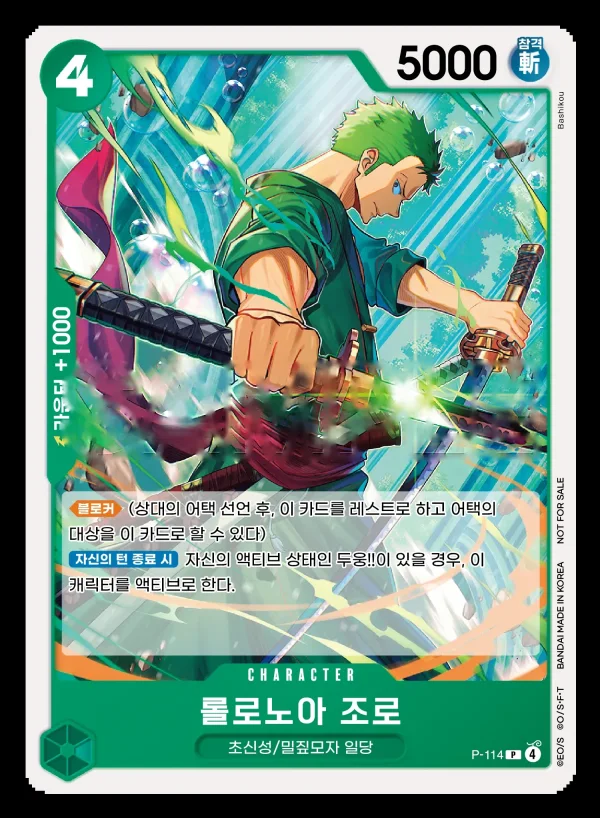 4
5000
참격
斬
Bashikou
카운터 +1000
블로커 (상대의 어택 선언 후, 이 카드를 레스트로 하고 어택의
대상을 이 카드로 할 수 있다)
자신의 턴 종료 시 자신의 액티브 상태인 두웅!!이 있을 경우, 이
캐릭터를 액티브로 한다.
CHARACTER
롤로노아 조로
초신성/밀짚모자 일당
P-114 P 4
©EO/S ©O/S·F·T BANDAI MADE IN KOREA NOT FOR SALE